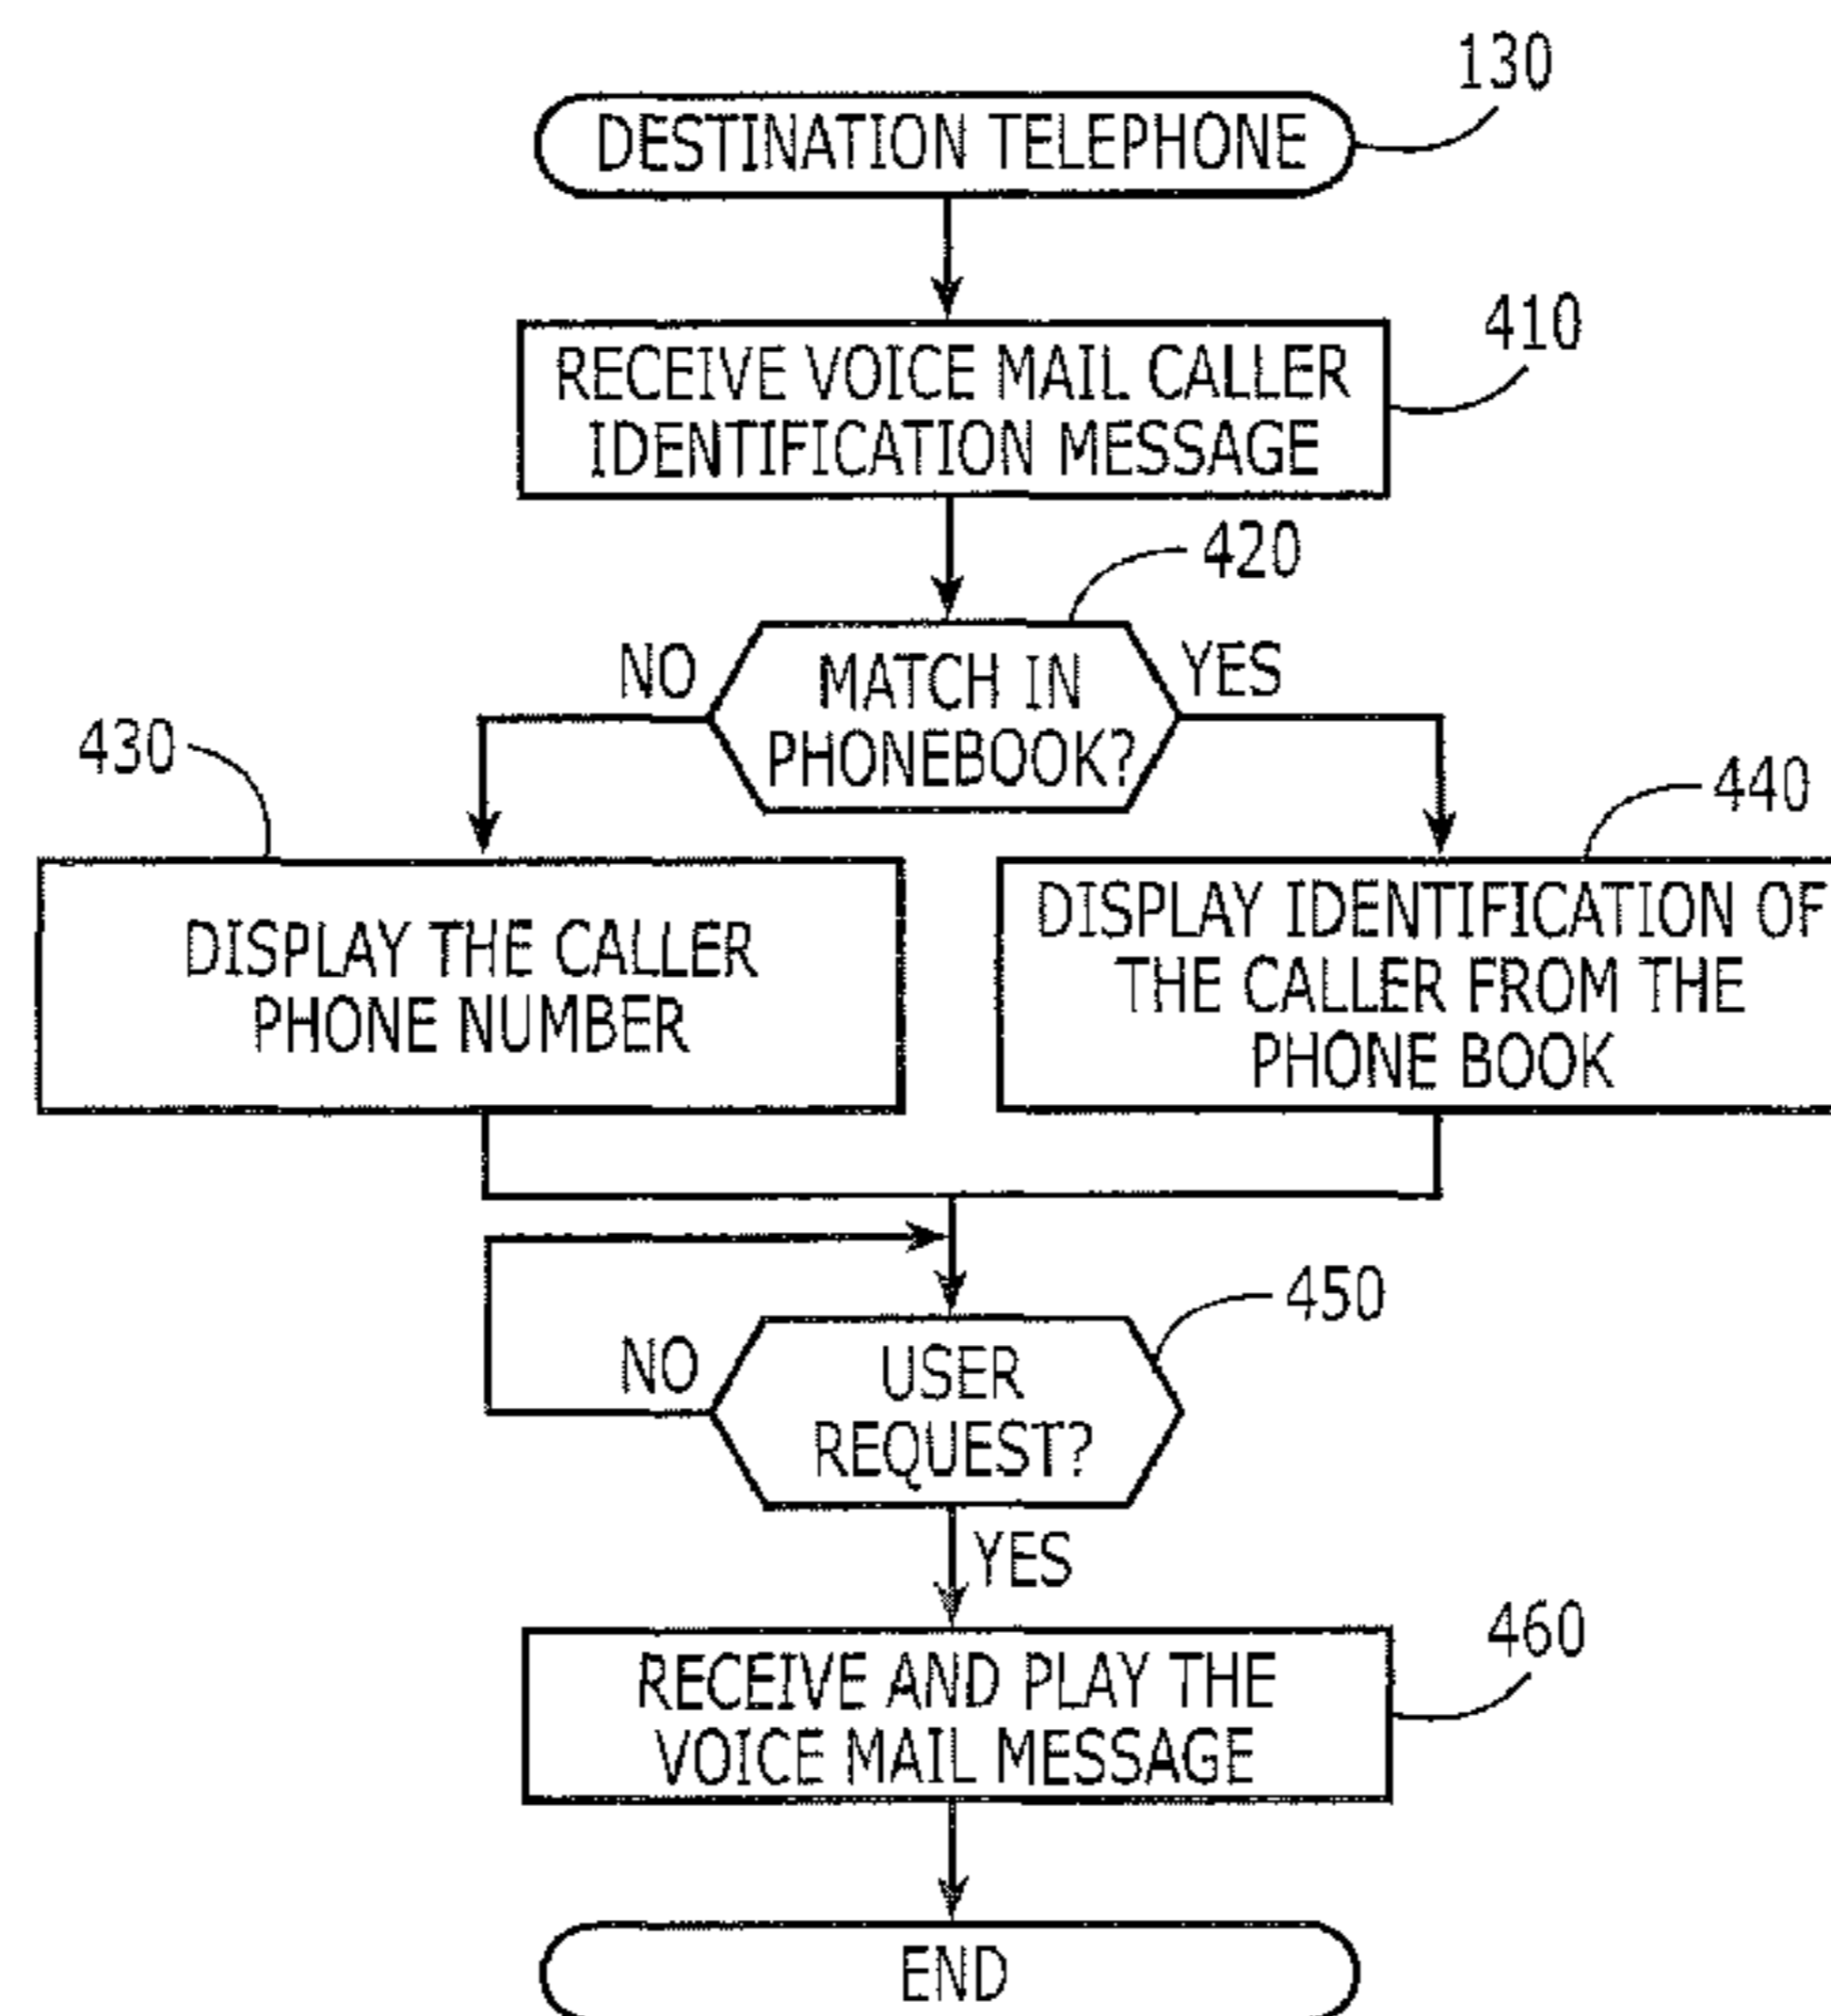 130
DESTINATION TELEPHONE
410
RECEIVE VOICE MAIL CALLER
IDENTIFICATION MESSAGE
420
NO
YES
MATCH IN
PHONEBOOK?
430
440
DISPLAY THE CALLER
PHONE NUMBER
DISPLAY IDENTIFICATION OF
THE CALLER FROM THE
PHONE BOOK
450
NO
USER
REQUEST?
YES
460
RECEIVE AND PLAY THE
VOICE MAIL MESSAGE
END